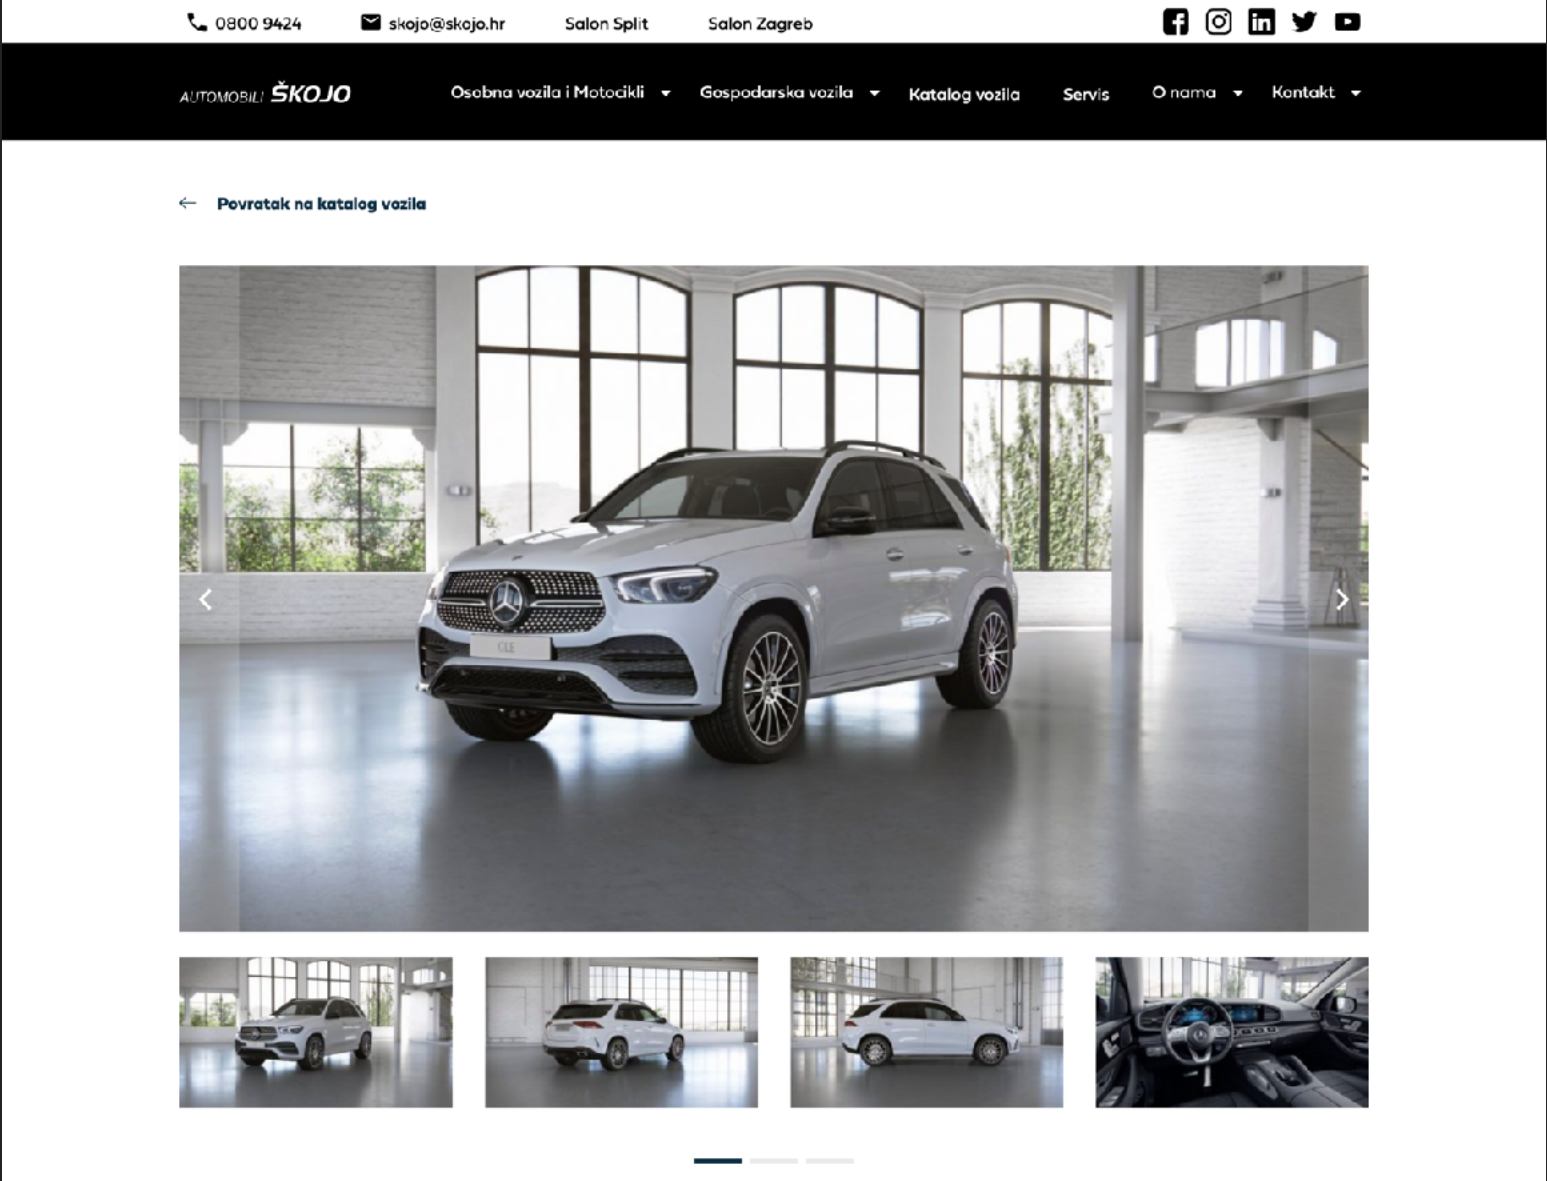 0800 9424
skojo@skojo.hr
Salon Split
Salon Zagreb
AUTOMOBILI ŠKOJO
Osobna vozila i Motocikli
Gospodarska vozila
Katalog vozila
Servis
O nama
Kontakt
Povratak na katalog vozila
GLE